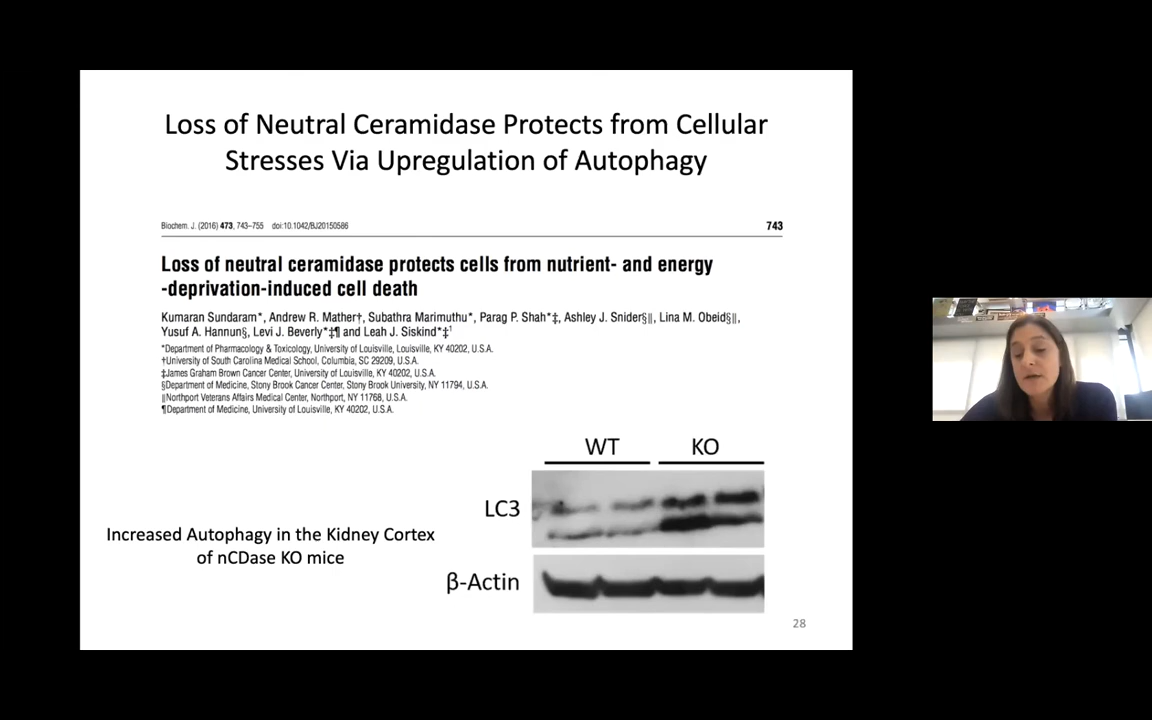 Loss of Neutral Ceramidase Protects from Cellular
Stresses Via Upregulation of Autophagy
Biochem. J. (2016) 473, 743–755 doi:10.1042/BJ20150586
743
Loss of neutral ceramidase protects cells from nutrient- and energy
-deprivation-induced cell death
Kumaran Sundaram*, Andrew R. Mather†, Subathra Marimuthu*, Parag P. Shah*‡, Ashley J. Snider§||, Lina M. Obeid§||,
Yusuf A. Hannun§, Levi J. Beverly*‡¶ and Leah J. Siskind*‡¹
*Department of Pharmacology & Toxicology, University of Louisville, Louisville, KY 40202, U.S.A.
†University of South Carolina Medical School, Columbia, SC 29209, U.S.A.
‡James Graham Brown Cancer Center, University of Louisville, KY 40202, U.S.A.
§Department of Medicine, Stony Brook Cancer Center, Stony Brook University, NY 11794, U.S.A.
||Northport Veterans Affairs Medical Center, Northport, NY 11768, U.S.A.
¶Department of Medicine, University of Louisville, KY 40202, U.S.A.
WT KO
LC3
Increased Autophagy in the Kidney Cortex
of nCDase KO mice
β-Actin
28